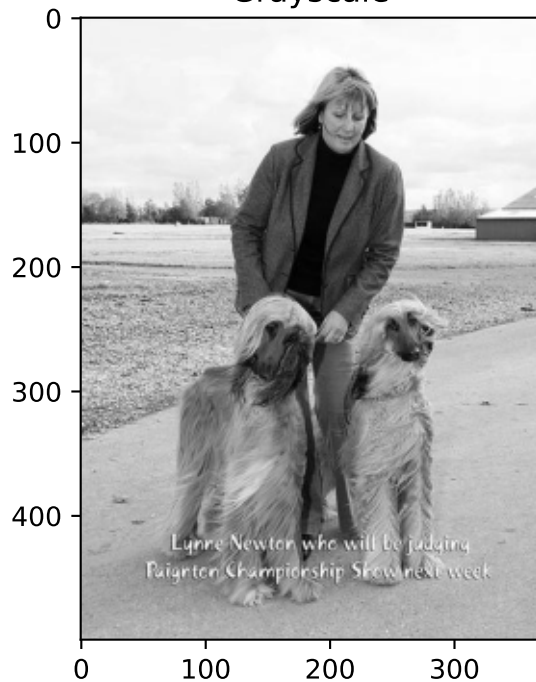 Grayscale
0
100
200
300
400
Lynne Newton who will be judging
Paignton Championship Show next week
0 100 200 300